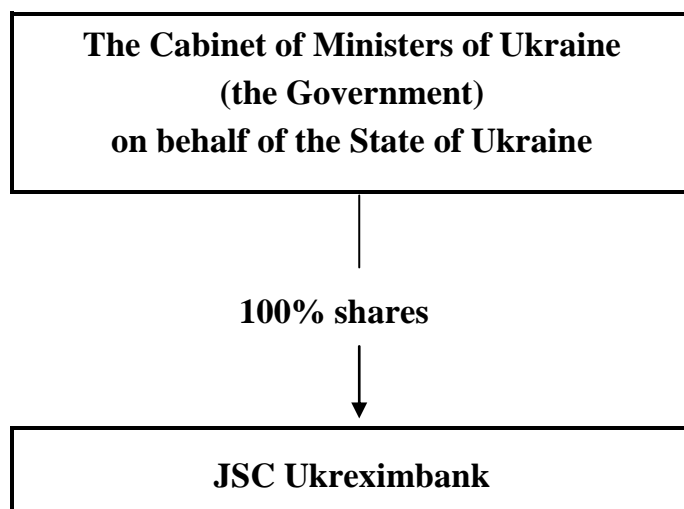 The Cabinet of Ministers of Ukraine
(the Government)
on behalf of the State of Ukraine
100% shares
JSC Ukreximbank